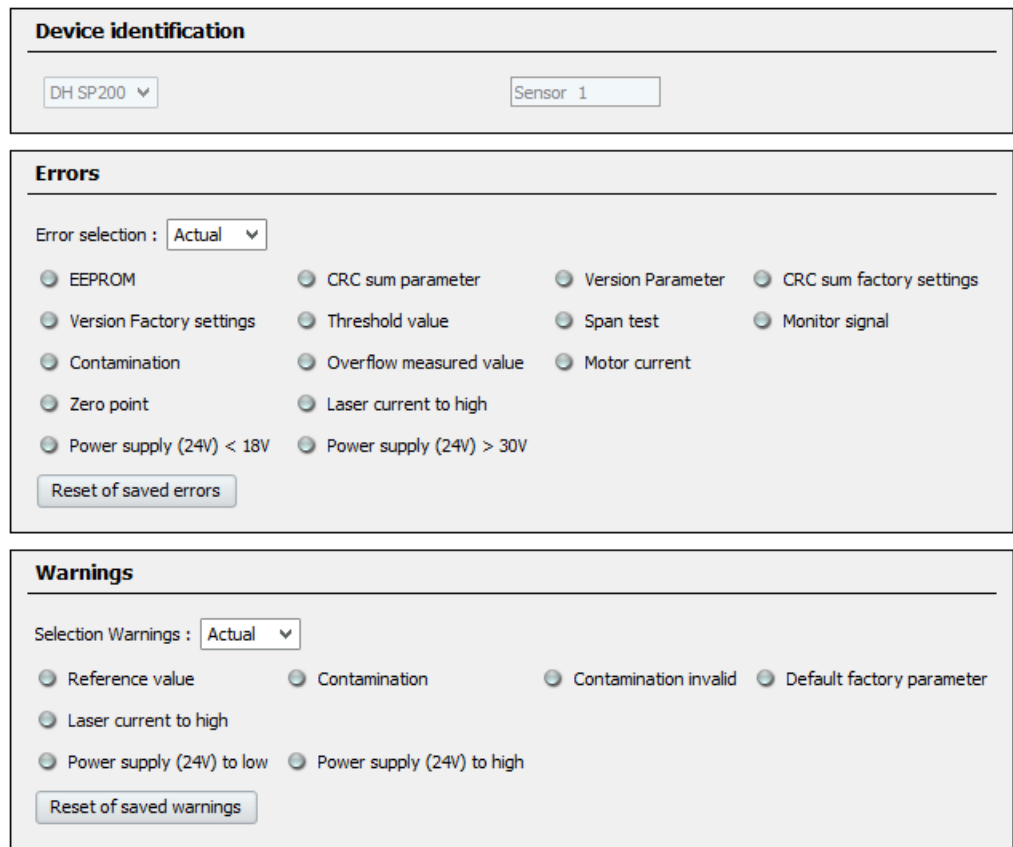 Device identification
DH SP200 Sensor 1
Errors
Error selection : Actual
EEPROM CRC sum parameter Version Parameter CRC sum factory settings
Version Factory settings Threshold value Span test Monitor signal
Contamination Overflow measured value Motor current
Zero point Laser current to high
Power supply (24V) < 18V Power supply (24V) > 30V
Reset of saved errors
Warnings
Selection Warnings : Actual
Reference value Contamination Contamination invalid Default factory parameter
Laser current to high
Power supply (24V) to low Power supply (24V) to high
Reset of saved warnings